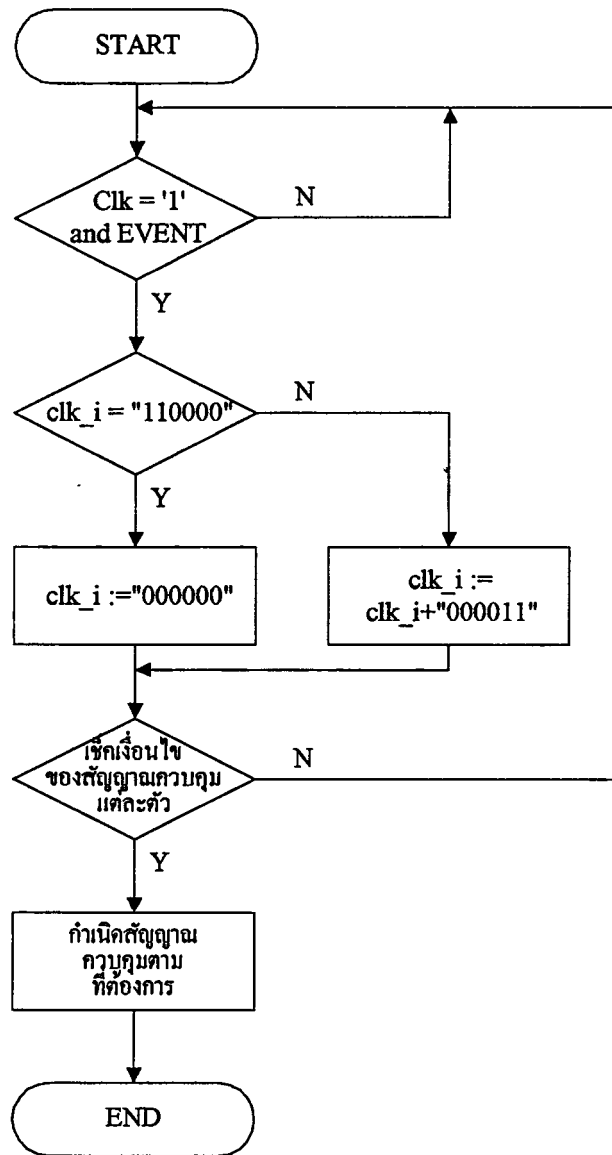 START
Clk = '1'
and EVENT
N
Y
clk_i = "110000"
N
Y
clk_i :="000000"
clk_i :=
clk_i+"000011"
เช็คเงื่อนไข
ของสัญญาณควบคุม
แต่ละตัว
N
Y
กำเนิดสัญญาณ
ควบคุมตาม
ที่ต้องการ
END